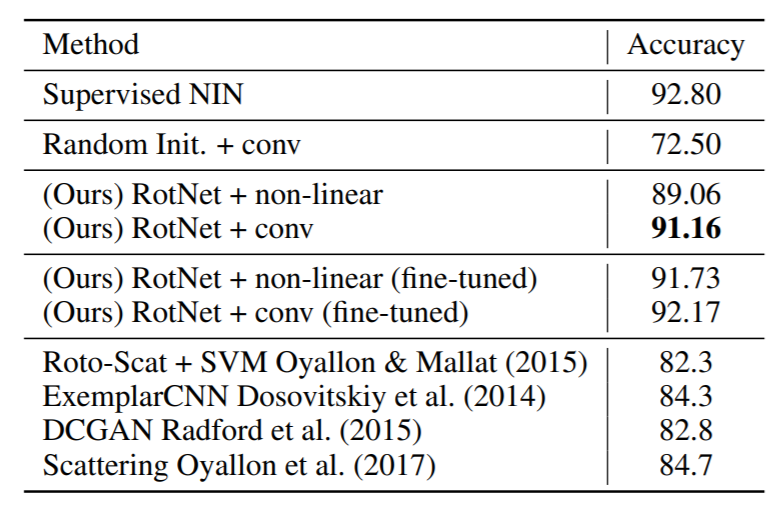 Method Accuracy
Supervised NIN 92.80
Random Init. + conv 72.50
(Ours) RotNet + non-linear 89.06
(Ours) RotNet + conv 91.16
(Ours) RotNet + non-linear (fine-tuned) 91.73
(Ours) RotNet + conv (fine-tuned) 92.17
Roto-Scat + SVM Oyallon & Mallat (2015) 82.3
ExemplarCNN Dosovitskiy et al. (2014) 84.3
DCGAN Radford et al. (2015) 82.8
Scattering Oyallon et al. (2017) 84.7